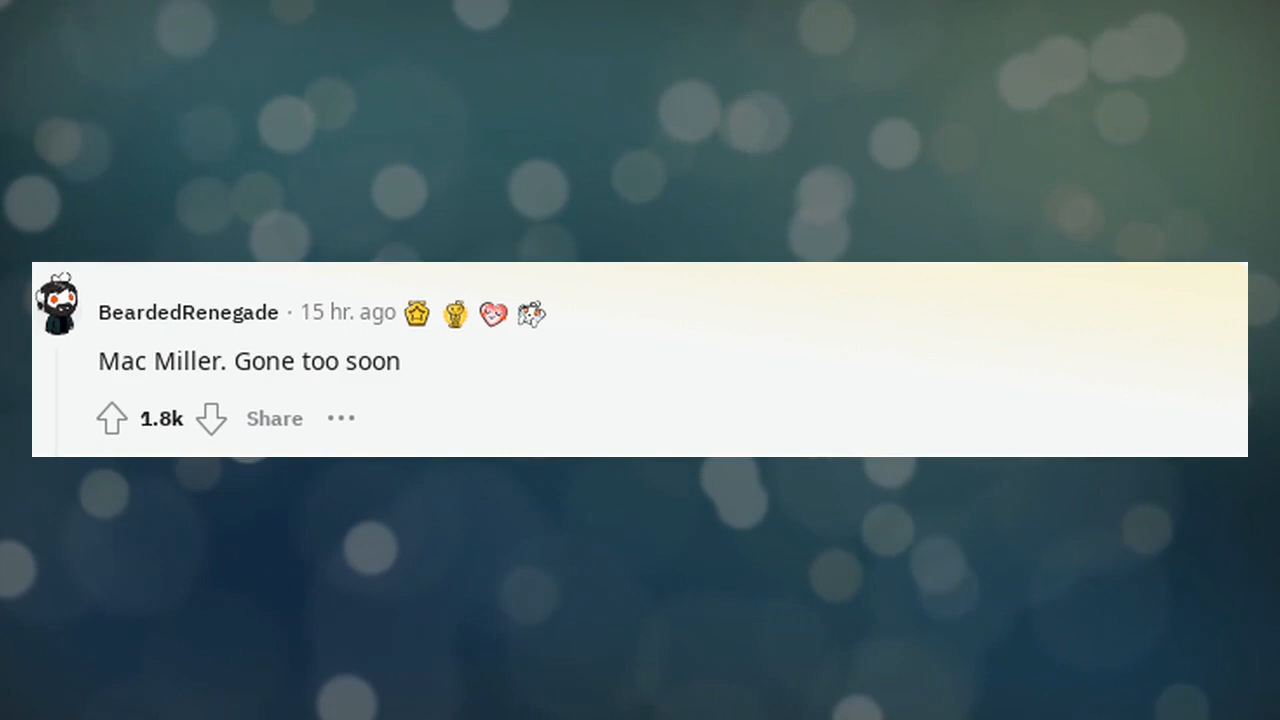 BeardedRenegade · 15 hr. ago
Mac Miller. Gone too soon
1.8k Share ···